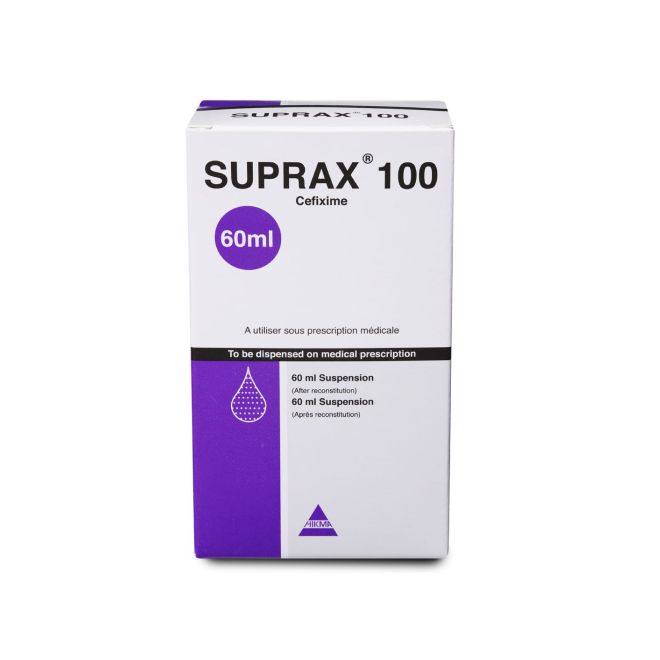 SUPRAX® 100
SUPRAX® 100
Cefixime
60ml
A utiliser sous prescription médicale
To be dispensed on medical prescription
60 ml Suspension
(After reconstitution)
60 ml Suspension
(Après reconstitution)
HIKMA